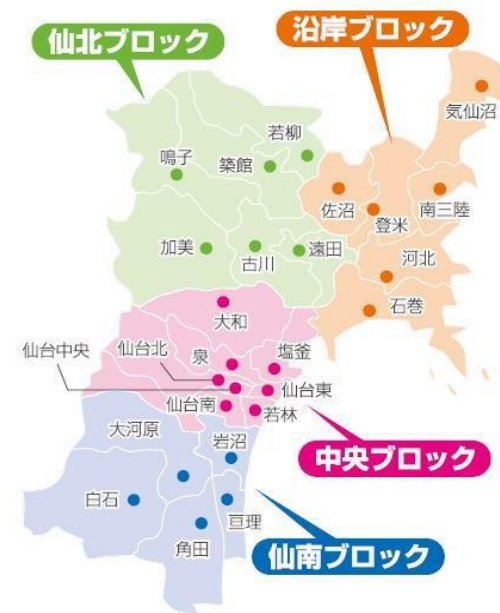 仙北ブロック
沿岸ブロック
気仙沼
若柳
鳴子
築館
佐沼
登米
南三陸
加美
古川
遠田
河北
石巻
大和
仙台中央
仙台北
泉
塩釜
仙台東
仙台南
若林
中央ブロック
大河原
岩沼
白石
亘理
角田
仙南ブロック